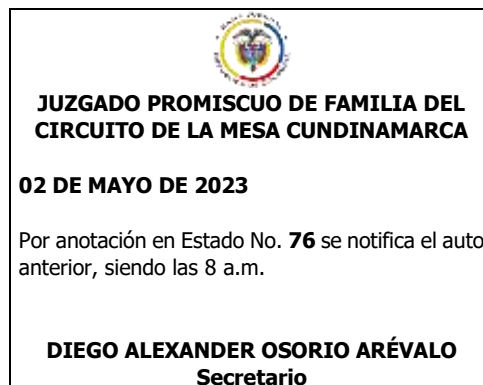 JUZGADO PROMISCUO DE FAMILIA DEL
CIRCUITO DE LA MESA CUNDINAMARCA
02 DE MAYO DE 2023
Por anotación en Estado No. 76 se notifica el auto
anterior, siendo las 8 a.m.
DIEGO ALEXANDER OSORIO ARÉVALO
Secretario